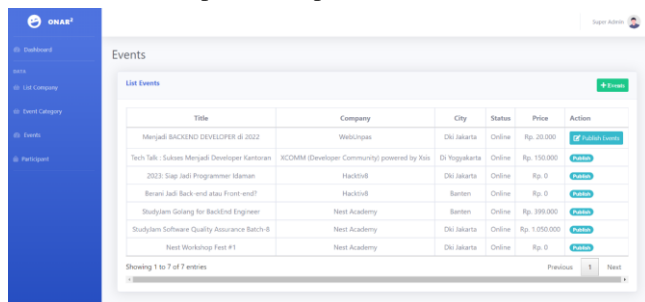 ONAR²
Super Admin
Dashboard
Events
DATA
List Company
List Events
+ Events
Event Category
Title Company City Status Price Action
Events
Menjadi BACKEND DEVELOPER di 2022 WebUnpas Dki Jakarta Online Rp. 20.000 Publish Events
Participant
Tech Talk : Sukses Menjadi Developer Kantoran XCOMM (Developer Community) powered by Xsis Di Yogyakarta Online Rp. 150.000 Publish
2023: Siap Jadi Programmer Idaman Hacktiv8 Dki Jakarta Online Rp. 0 Publish
Berani Jadi Back-end atau Front-end? Hacktiv8 Banten Online Rp. 0 Publish
StudyJam Golang for BackEnd Engineer Nest Academy Banten Online Rp. 399.000 Publish
StudyJam Software Quality Assurance Batch-8 Nest Academy Dki Jakarta Online Rp. 1.050.000 Publish
Nest Workshop Fest #1 Nest Academy Dki Jakarta Online Rp. 0 Publish
Showing 1 to 7 of 7 entries Previous 1 Next